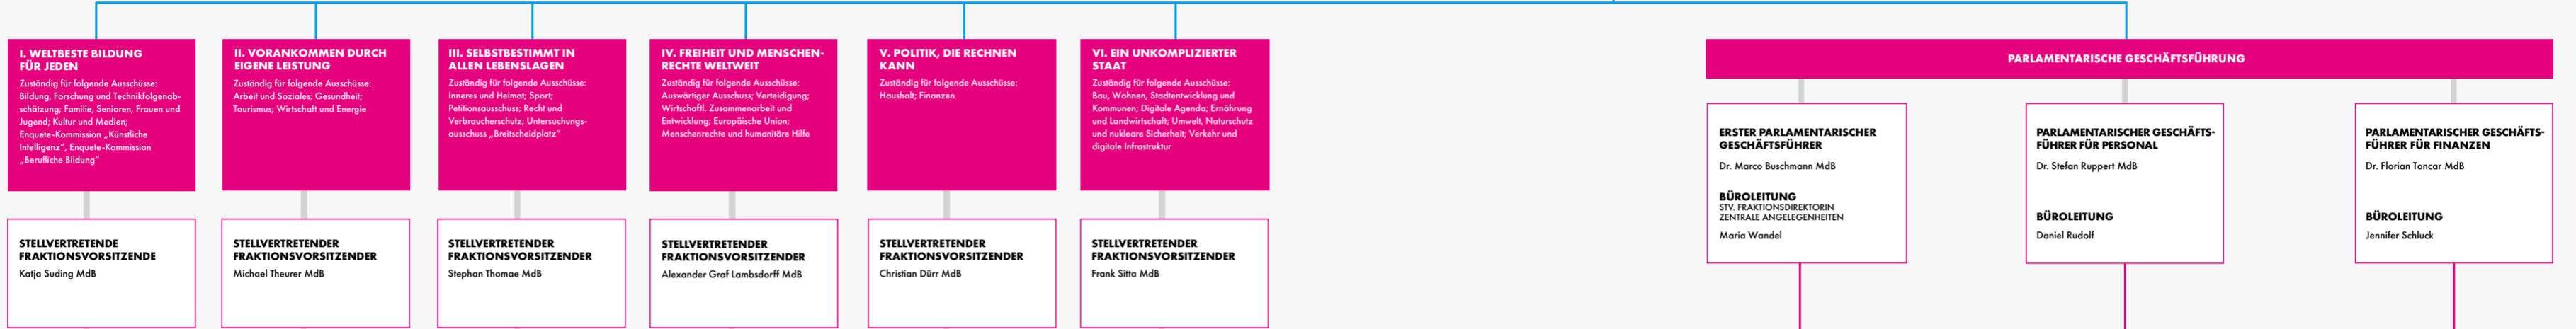 I. WELTBESTE BILDUNG
FÜR JEDEN
Zuständig für folgende Ausschüsse:
Bildung, Forschung und Technikfolgenab-
schätzung; Familie, Senioren, Frauen und
Jugend; Kultur und Medien;
Enquete-Kommission „Künstliche
Intelligenz“, Enquete-Kommission
„Berufliche Bildung“
STELLVERTRETENDE
FRAKTIONSVORSITZENDE
Katja Suding MdB
II. VORANKOMMEN DURCH
EIGENE LEISTUNG
Zuständig für folgende Ausschüsse:
Arbeit und Soziales; Gesundheit;
Tourismus; Wirtschaft und Energie
STELLVERTRETENDER
FRAKTIONSVORSITZENDER
Michael Theurer MdB
III. SELBSTBESTIMMT IN
ALLEN LEBENSLAGEN
Zuständig für folgende Ausschüsse:
Inneres und Heimat; Sport;
Petitionsausschuss; Recht und
Verbraucherschutz; Untersuchungs-
ausschuss „Breitscheidplatz“
STELLVERTRETENDER
FRAKTIONSVORSITZENDER
Stephan Thomae MdB
IV. FREIHEIT UND MENSCHEN-
RECHTE WELTWEIT
Zuständig für folgende Ausschüsse:
Auswärtiger Ausschuss; Verteidigung;
Wirtschaftl. Zusammenarbeit und
Entwicklung; Europäische Union;
Menschenrechte und humanitäre Hilfe
STELLVERTRETENDER
FRAKTIONSVORSITZENDER
Alexander Graf Lambsdorff MdB
V. POLITIK, DIE RECHNEN
KANN
Zuständig für folgende Ausschüsse:
Haushalt; Finanzen
STELLVERTRETENDER
FRAKTIONSVORSITZENDER
Christian Dürr MdB
VI. EIN UNKOMPLIZIERTER
STAAT
Zuständig für folgende Ausschüsse:
Bau, Wohnen, Stadtentwicklung und
Kommunen; Digitale Agenda; Ernährung
und Landwirtschaft; Umwelt, Naturschutz
und nukleare Sicherheit; Verkehr und
digitale Infrastruktur
STELLVERTRETENDER
FRAKTIONSVORSITZENDER
Frank Sitta MdB
PARLAMENTARISCHE GESCHÄFTSFÜHRUNG
ERSTER PARLAMENTARISCHER
GESCHÄFTSFÜHRER
Dr. Marco Buschmann MdB
BÜROLEITUNG
STV. FRAKTIONSDIREKTORIN
ZENTRALE ANGELEGENHEITEN
Maria Wandel
PARLAMENTARISCHER GESCHÄFTS-
FÜHRER FÜR PERSONAL
Dr. Stefan Ruppert MdB
BÜROLEITUNG
Daniel Rudolf
PARLAMENTARISCHER GESCHÄFTS-
FÜHRER FÜR FINANZEN
Dr. Florian Toncar MdB
BÜROLEITUNG
Jennifer Schluck